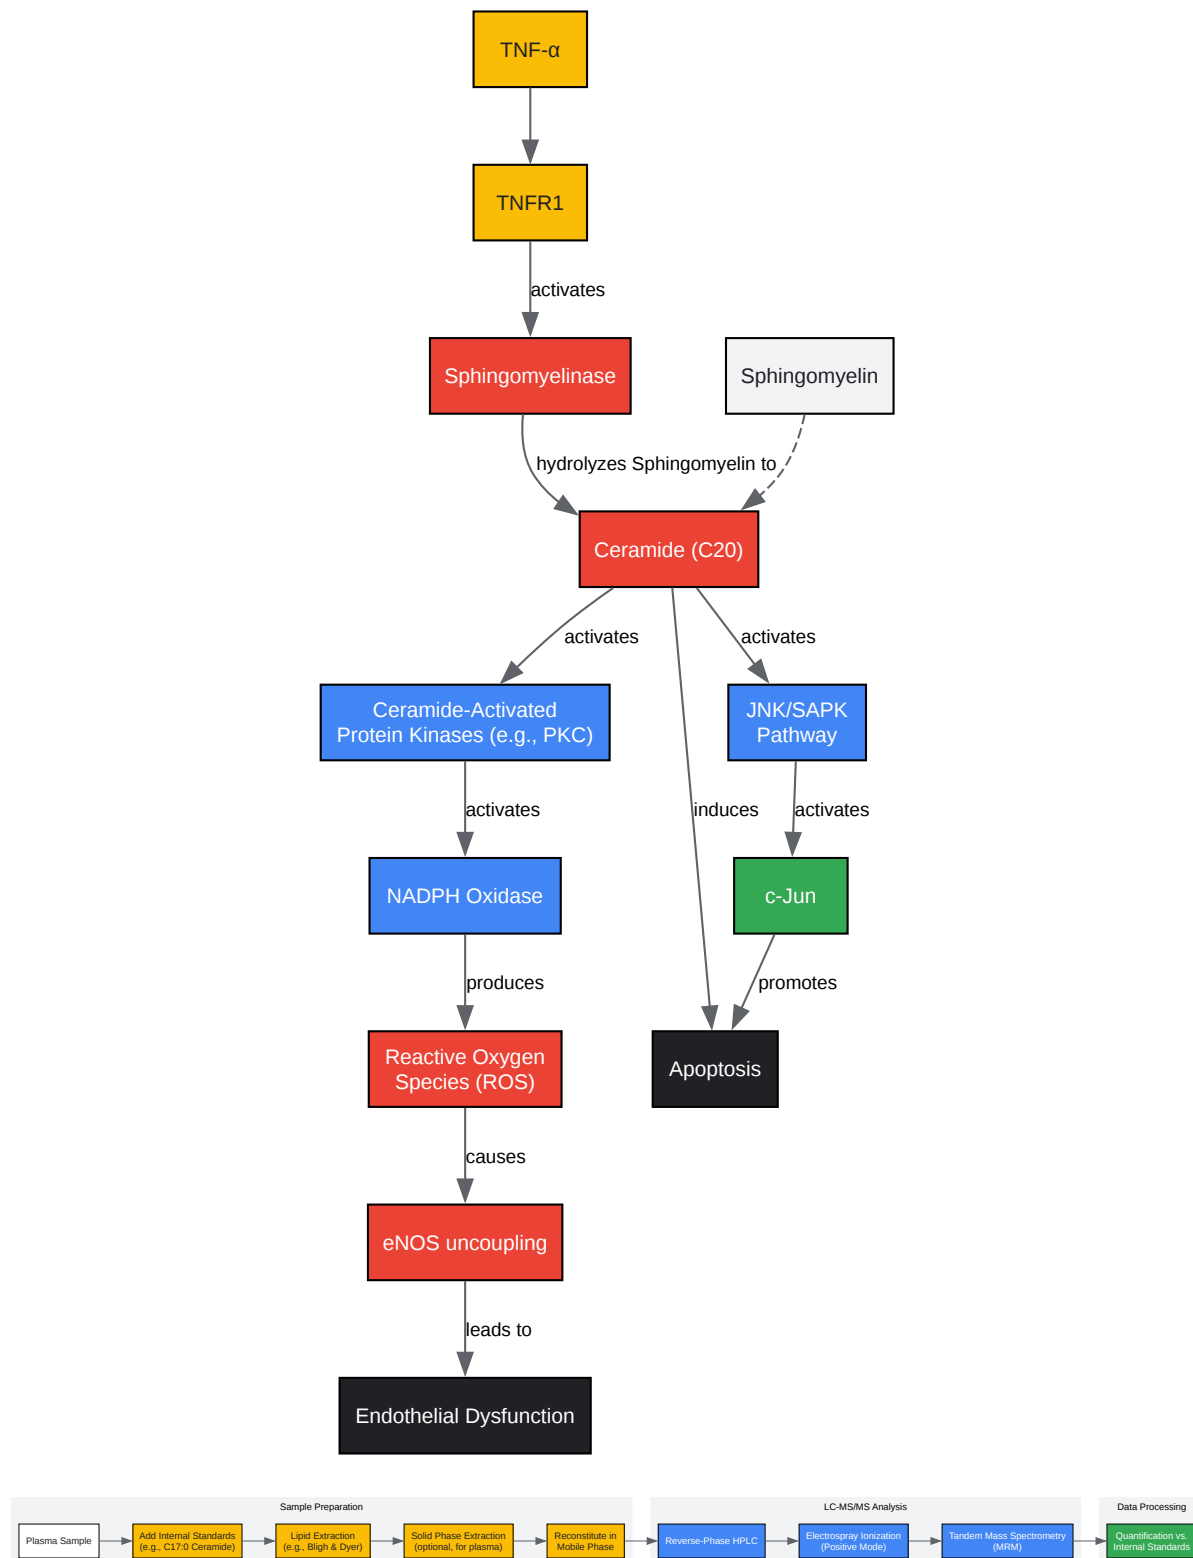 TNF-α
TNFR1
activates
Sphingomyelinase
Sphingomyelin
hydrolyzes Sphingomyelin to
Ceramide (C20)
activates
activates
Ceramide-Activated
Protein Kinases (e.g., PKC)
JNK/SAPK
Pathway
activates
induces
activates
NADPH Oxidase
c-Jun
produces
promotes
Reactive Oxygen
Species (ROS)
Apoptosis
causes
eNOS uncoupling
leads to
Endothelial Dysfunction
Sample Preparation
Plasma Sample
Add Internal Standards
(e.g., C17:0 Ceramide)
Lipid Extraction
(e.g., Bligh & Dyer)
Solid Phase Extraction
(optional, for plasma)
Reconstitute in
Mobile Phase
LC-MS/MS Analysis
Reverse-Phase HPLC
Electrospray Ionization
(Positive Mode)
Tandem Mass Spectrometry
(MRM)
Data Processing
Quantification vs.
Internal Standards